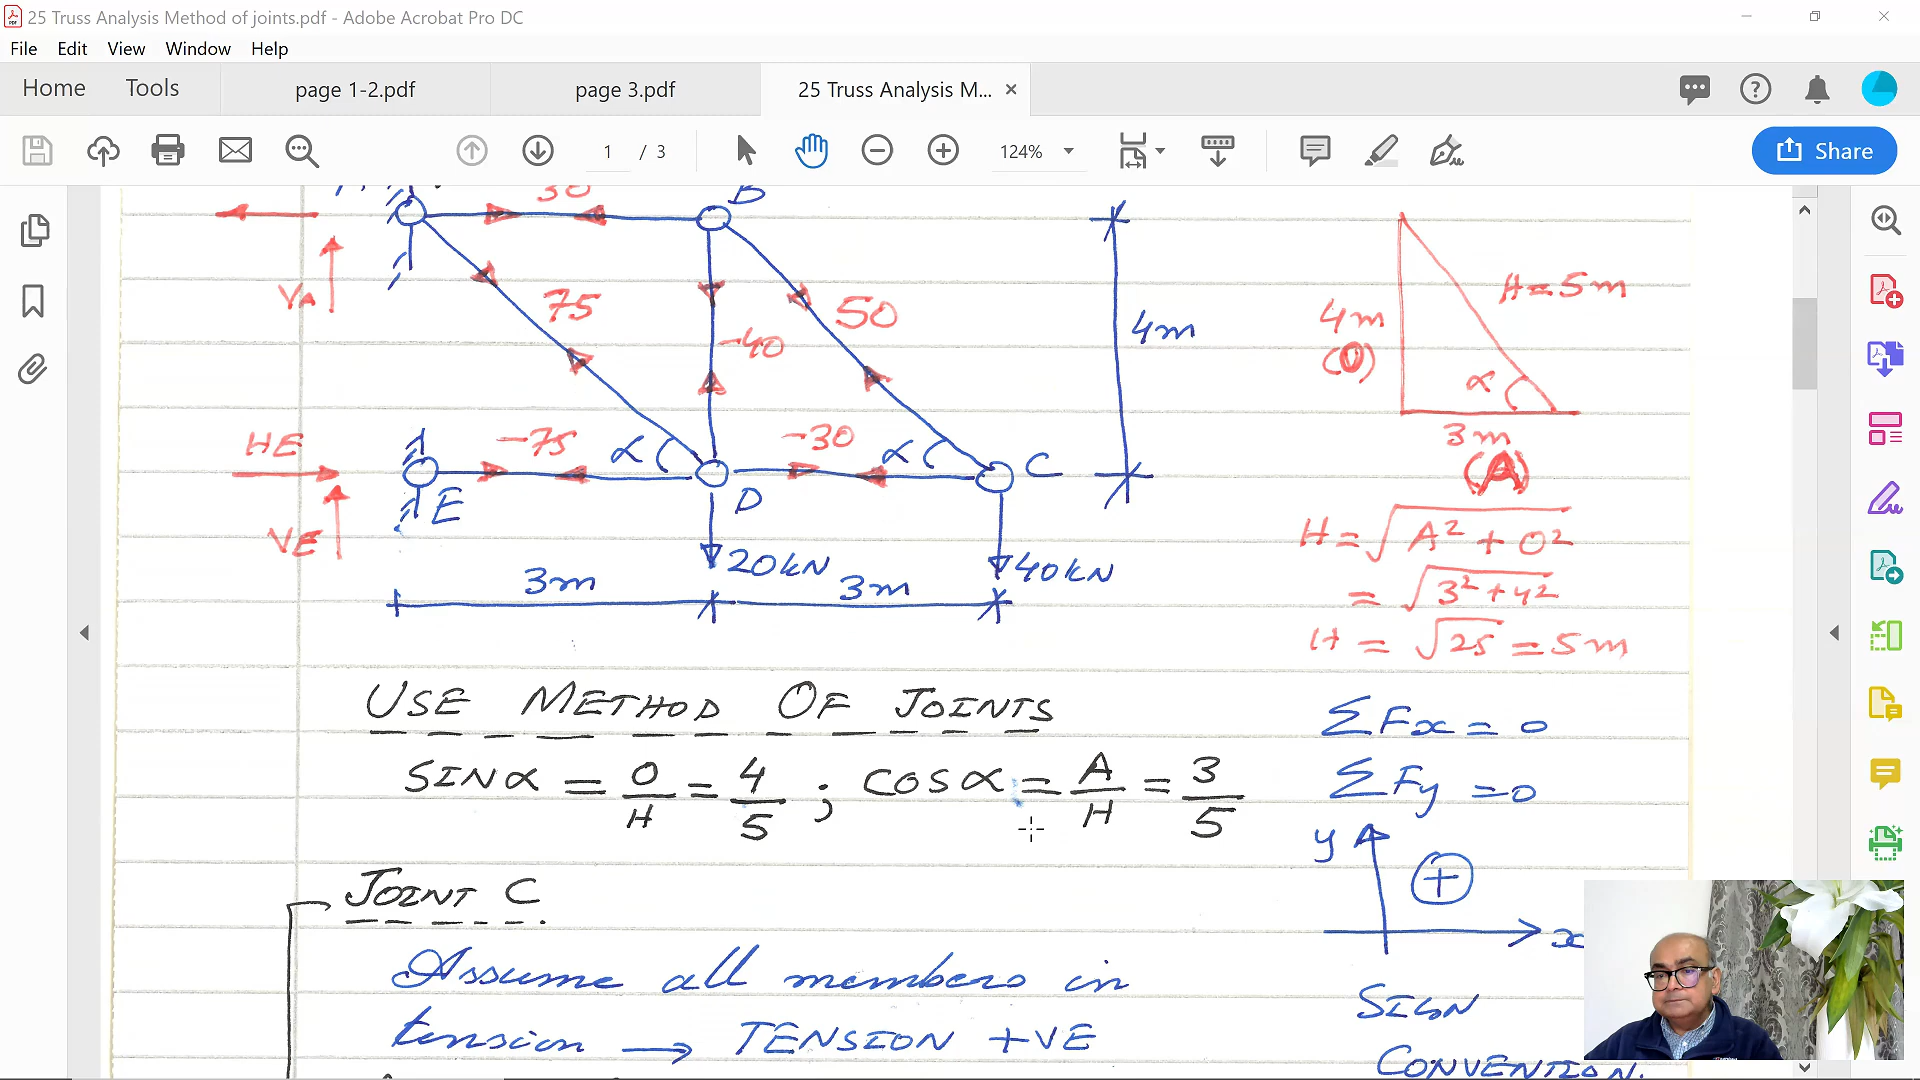 25 Truss Analysis Method of joints.pdf - Adobe Acrobat Pro DC
File Edit View Window Help
Home Tools page 1-2.pdf page 3.pdf 25 Truss Analysis M... ×
1 / 3 124% Share
30 B
VA 75 -40 50 4m
4m (O) H=5m α
3m (A)
HE -75 α -30 α C
E D
VE 20kN 40kN
3m 3m
H = √A² + O²
= √3² + 4²
H = √25 = 5m
USE METHOD OF JOINTS
SINα = O/H = 4/5 ; COSα = A/H = 3/5
ΣFx = 0
ΣFy = 0
y + x
SIGN
CONVENTION.
JOINT C
Assume all members in
tension → TENSION +VE